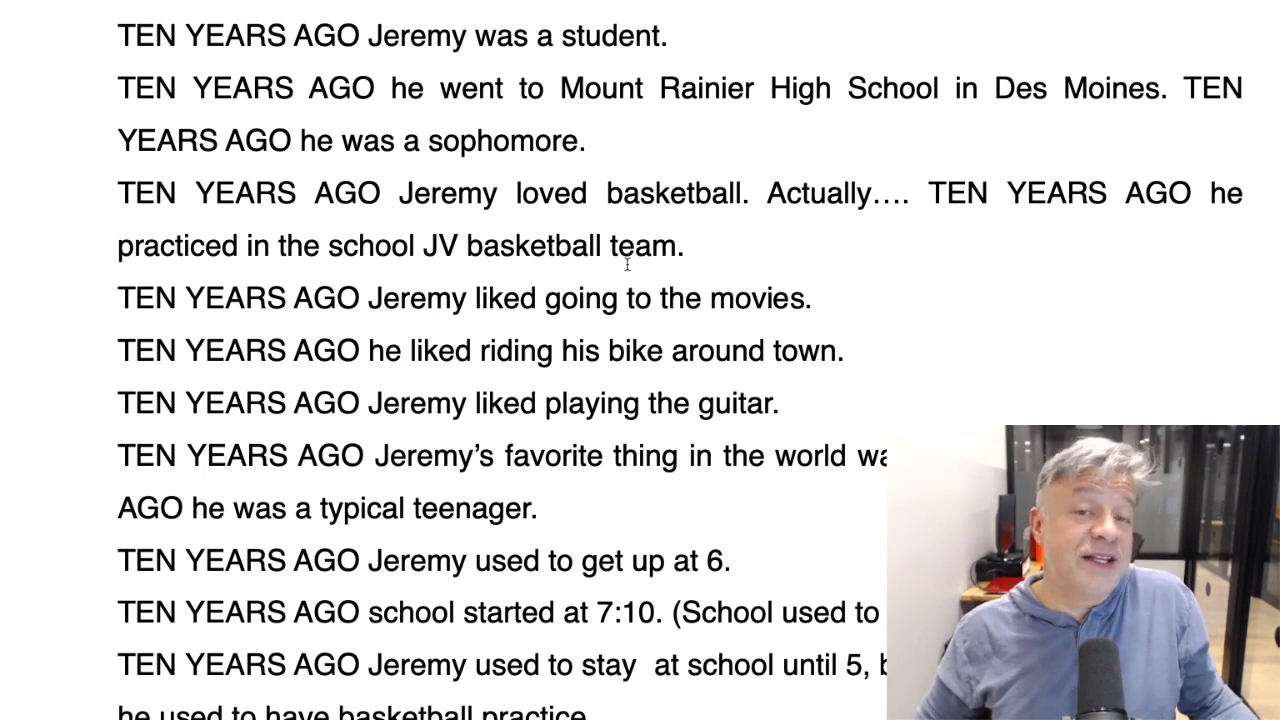 TEN YEARS AGO Jeremy was a student.
TEN YEARS AGO he went to Mount Rainier High School in Des Moines. TEN
YEARS AGO he was a sophomore.
TEN YEARS AGO Jeremy loved basketball. Actually…. TEN YEARS AGO he
practiced in the school JV basketball team.
TEN YEARS AGO Jeremy liked going to the movies.
TEN YEARS AGO he liked riding his bike around town.
TEN YEARS AGO Jeremy liked playing the guitar.
TEN YEARS AGO Jeremy’s favorite thing in the world
AGO he was a typical teenager.
TEN YEARS AGO Jeremy used to get up at 6.
TEN YEARS AGO school started at 7:10. (School used to
TEN YEARS AGO Jeremy used to stay at school until 5,
he used to have basketball practice